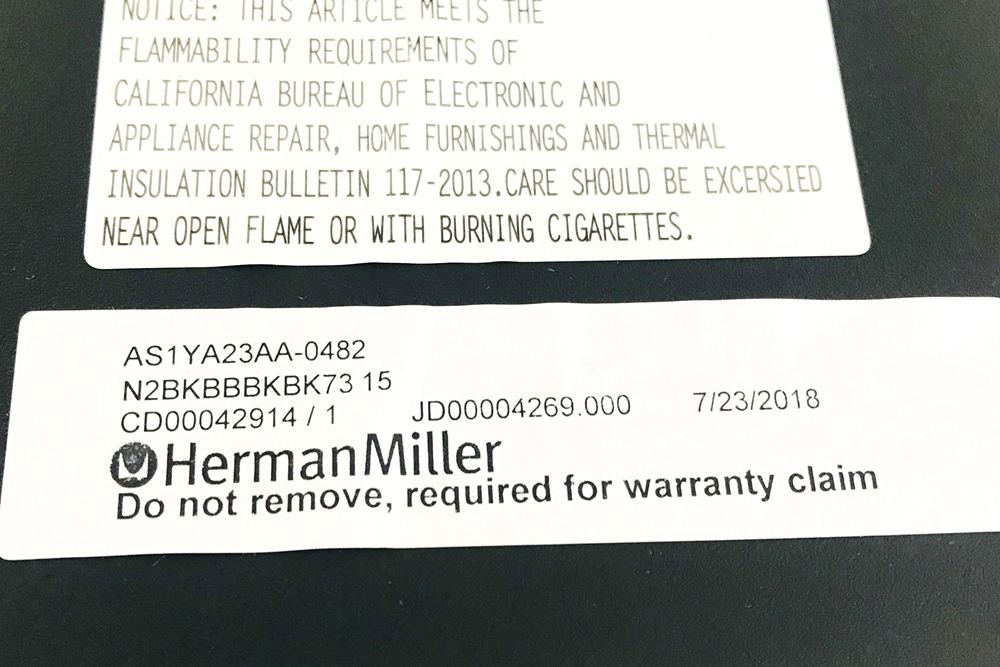 NOTICE: THIS ARTICLE MEETS THE
FLAMMABILITY REQUIREMENTS OF
CALIFORNIA BUREAU OF ELECTRONIC AND
APPLIANCE REPAIR, HOME FURNISHINGS AND THERMAL
INSULATION BULLETIN 117-2013.CARE SHOULD BE EXCERSIED
NEAR OPEN FLAME OR WITH BURNING CIGARETTES.
AS1YA23AA-0482
N2BKBBBKBK73 15
CD00042914 / 1 JD00004269.000 7/23/2018
HermanMiller
Do not remove, required for warranty claim